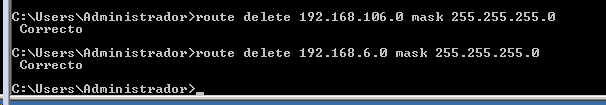 C:\Users\Administrador>route delete 192.168.106.0 mask 255.255.255.0
Correcto
C:\Users\Administrador>route delete 192.168.6.0 mask 255.255.255.0
Correcto
C:\Users\Administrador>_